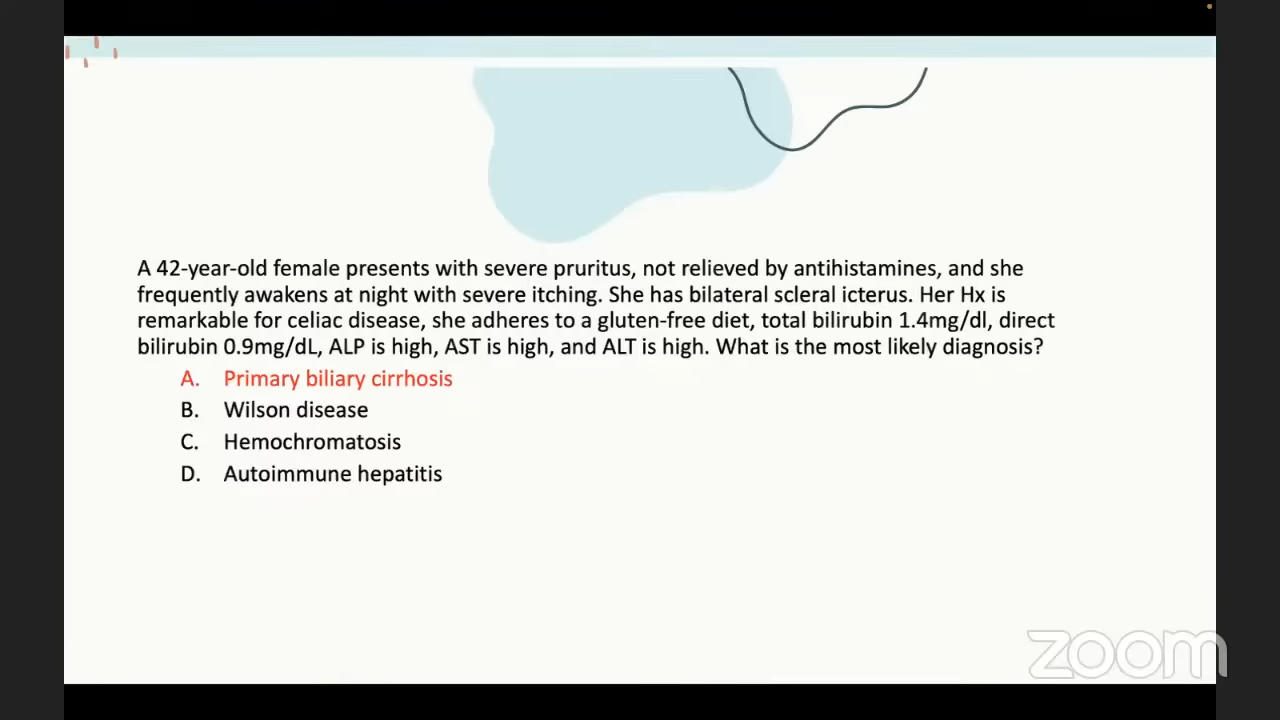 A 42-year-old female presents with severe pruritus, not relieved by antihistamines, and she
frequently awakens at night with severe itching. She has bilateral scleral icterus. Her Hx is
remarkable for celiac disease, she adheres to a gluten-free diet, total bilirubin 1.4mg/dl, direct
bilirubin 0.9mg/dL, ALP is high, AST is high, and ALT is high. What is the most likely diagnosis?
A. Primary biliary cirrhosis
B. Wilson disease
C. Hemochromatosis
D. Autoimmune hepatitis
zoom